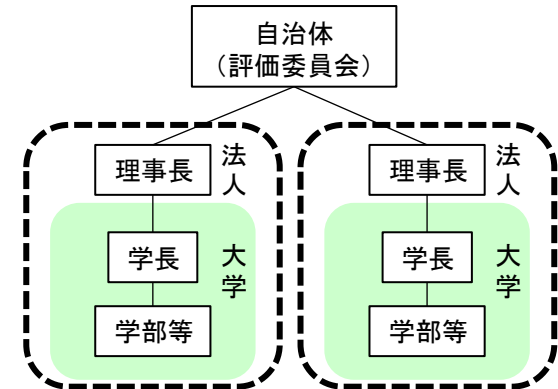 自治体
（評価委員会）
理事長
法人
学長
大学
学部等
理事長
法人
学長
大学
学部等